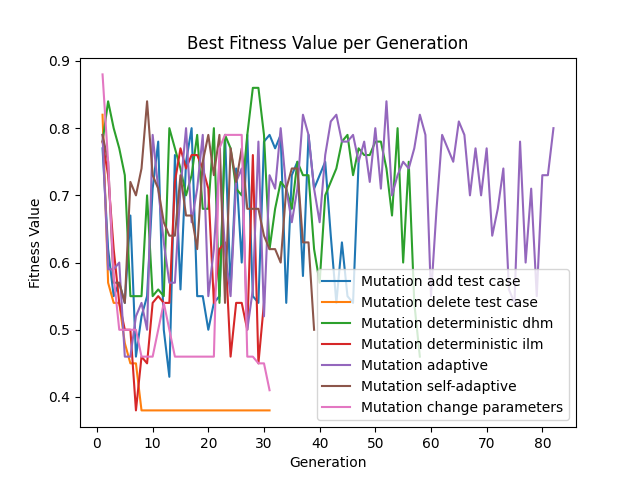 Best Fitness Value per Generation
0.9
0.8
0.7
0.6
0.5
0.4
Fitness Value
Mutation add test case
Mutation delete test case
Mutation deterministic dhm
Mutation deterministic ilm
Mutation adaptive
Mutation self-adaptive
Mutation change parameters
0 10 20 30 40 50 60 70 80
Generation